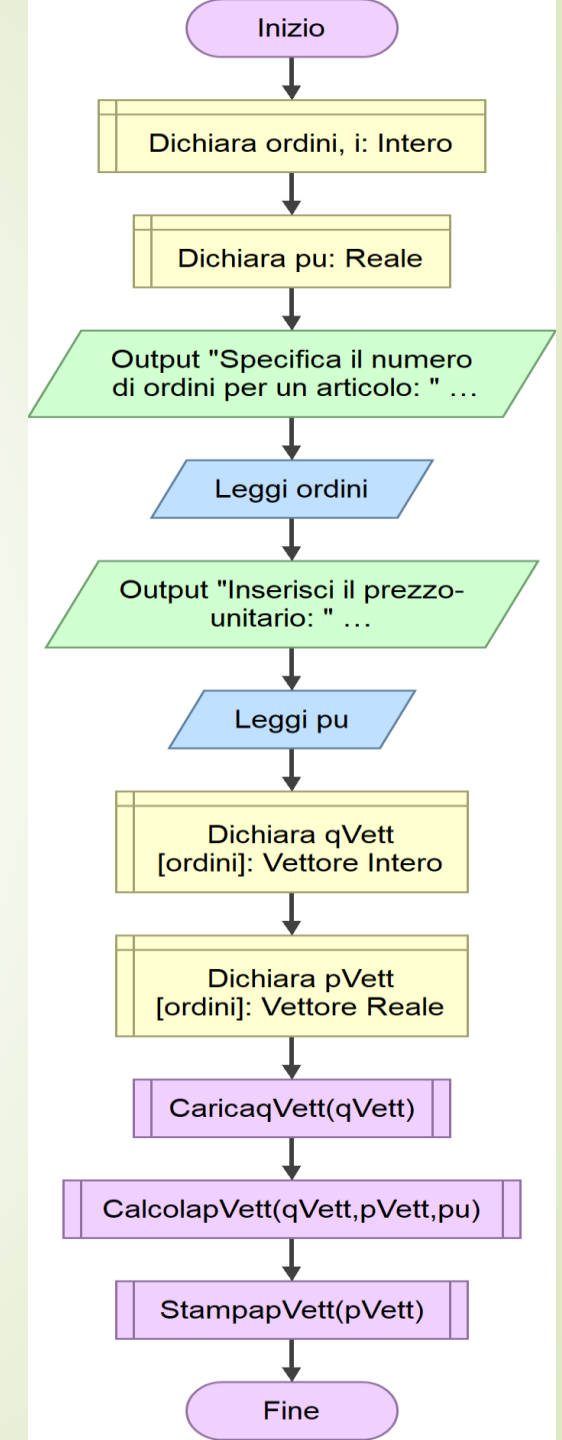 Inizio
Dichiara ordini, i: Intero
Dichiara pu: Reale
Output "Specifica il numero
di ordini per un articolo: " …
Leggi ordini
Output "Inserisci il prezzo-
unitario: " …
Leggi pu
Dichiara qVett
[ordini]: Vettore Intero
Dichiara pVett
[ordini]: Vettore Reale
CaricaqVett(qVett)
CalcolapVett(qVett,pVett,pu)
StampapVett(pVett)
Fine